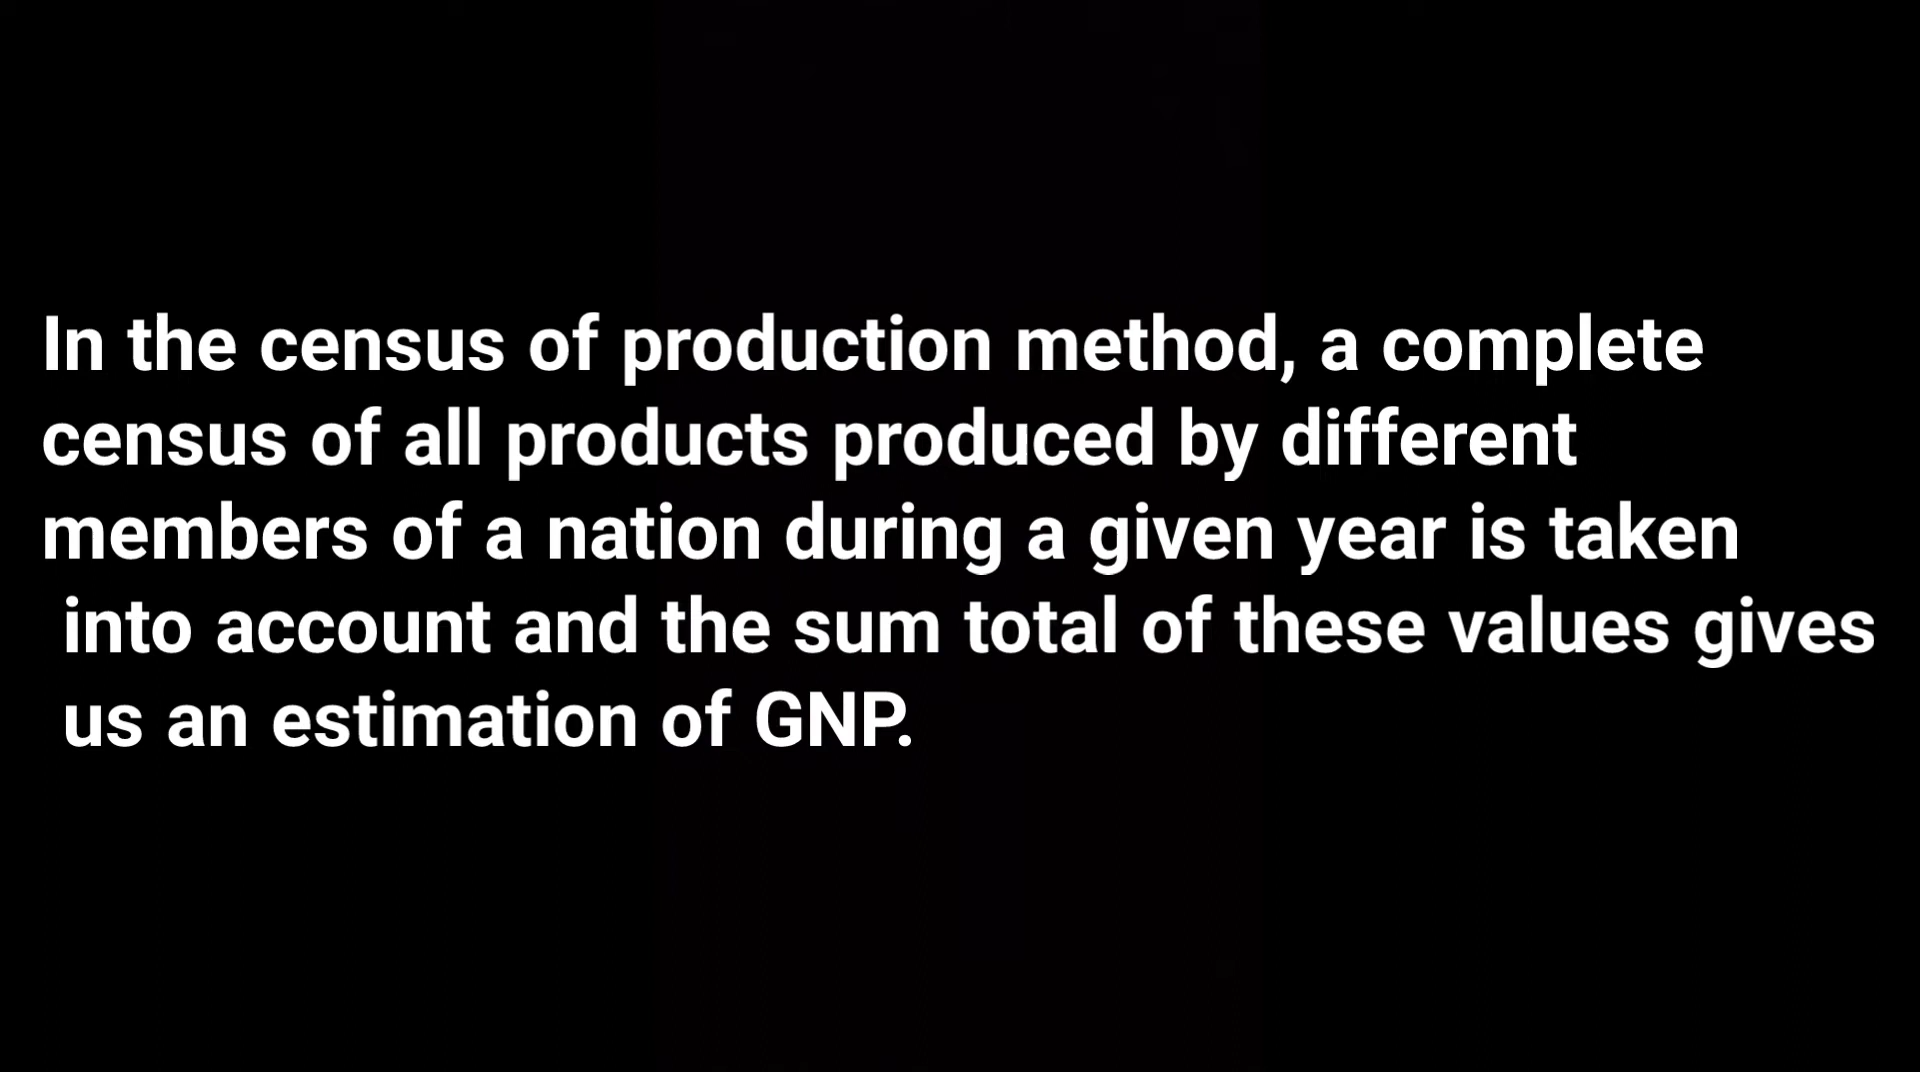 In the census of production method, a complete
census of all products produced by different
members of a nation during a given year is taken
into account and the sum total of these values gives
us an estimation of GNP.